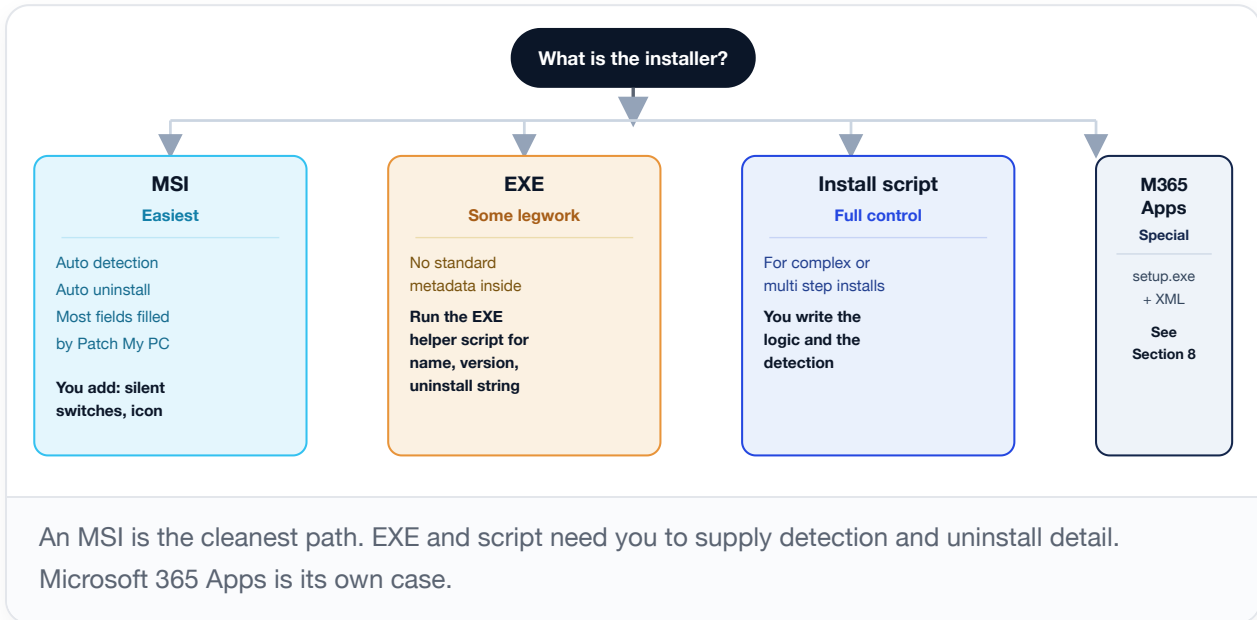 What is the installer?
MSI
Easiest
Auto detection
Auto uninstall
Most fields filled
by Patch My PC
You add: silent
switches, icon
EXE
Some legwork
No standard
metadata inside
Run the EXE
helper script for
name, version,
uninstall string
Install script
Full control
For complex or
multi step installs
You write the
logic and the
detection
M365
Apps
Special
setup.exe
+ XML
See
Section 8
An MSI is the cleanest path. EXE and script need you to supply detection and uninstall detail.
Microsoft 365 Apps is its own case.